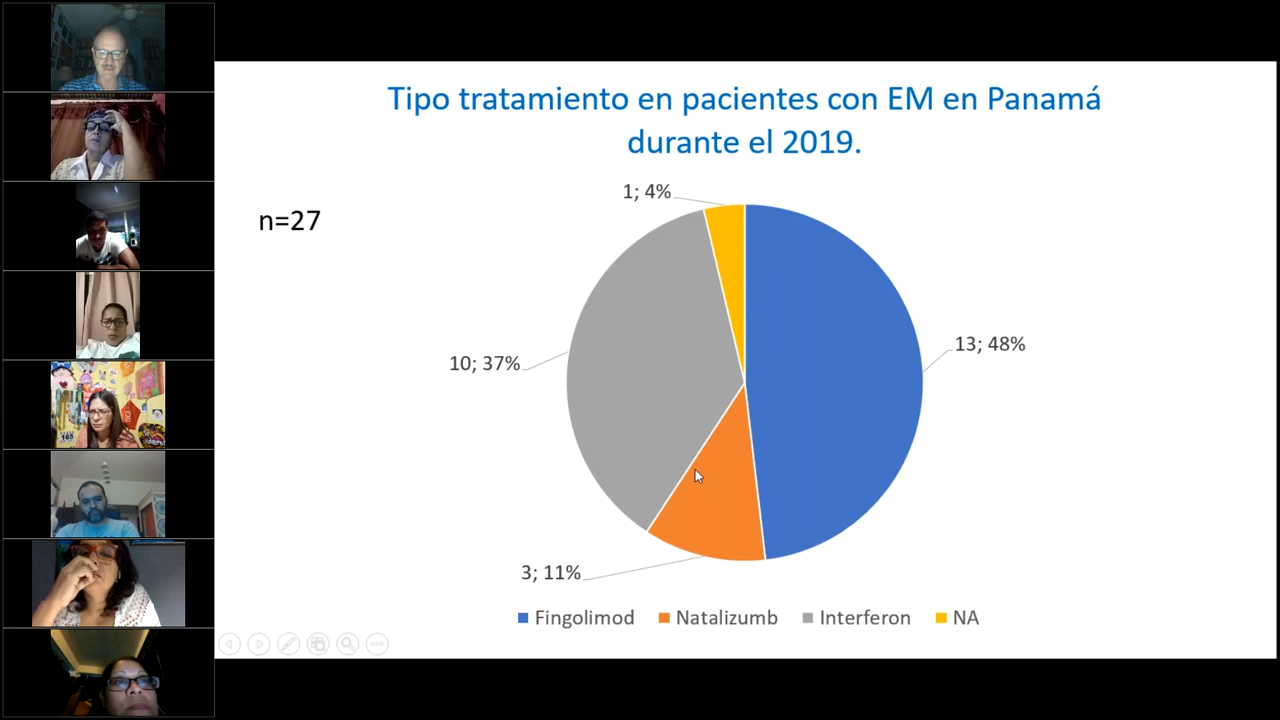 Tipo tratamiento en pacientes con EM en Panamá
durante el 2019.
n=27
1; 4%
13; 48%
10; 37%
3; 11%
Fingolimod Natalizumb Interferon NA
165